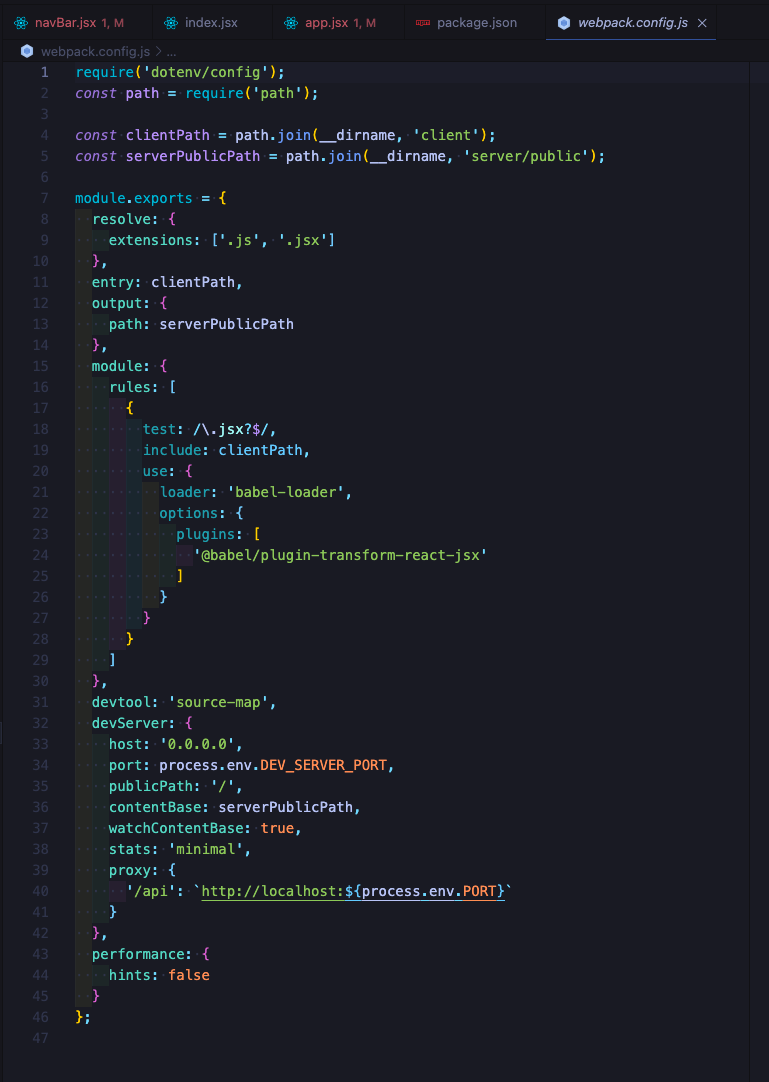 navBar.jsx 1, M
index.jsx
app.jsx 1, M
package.json
webpack.config.js
webpack.config.js > ...
1 require('dotenv/config');
2 const path = require('path');
3
4 const clientPath = path.join(__dirname, 'client');
5 const serverPublicPath = path.join(__dirname, 'server/public');
6
7 module.exports = {
8   resolve: {
9     extensions: ['.js', '.jsx']
10   },
11   entry: clientPath,
12   output: {
13     path: serverPublicPath
14   },
15   module: {
16     rules: [
17       {
18         test: /\.jsx?$/,
19         include: clientPath,
20         use: {
21           loader: 'babel-loader',
22           options: {
23             plugins: [
24               '@babel/plugin-transform-react-jsx'
25             ]
26           }
27         }
28       }
29     ]
30   },
31   devtool: 'source-map',
32   devServer: {
33     host: '0.0.0.0',
34     port: process.env.DEV_SERVER_PORT,
35     publicPath: '/',
36     contentBase: serverPublicPath,
37     watchContentBase: true,
38     stats: 'minimal',
39     proxy: {
40       '/api': `http://localhost:${process.env.PORT}`
41     }
42   },
43   performance: {
44     hints: false
45   }
46 };
47